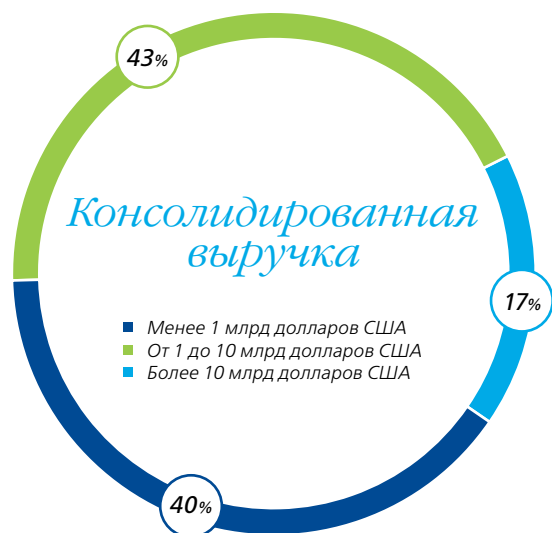 43%
Консолидированная
выручка
17%
Менее 1 млрд долларов США
От 1 до 10 млрд долларов США
Более 10 млрд долларов США
40%